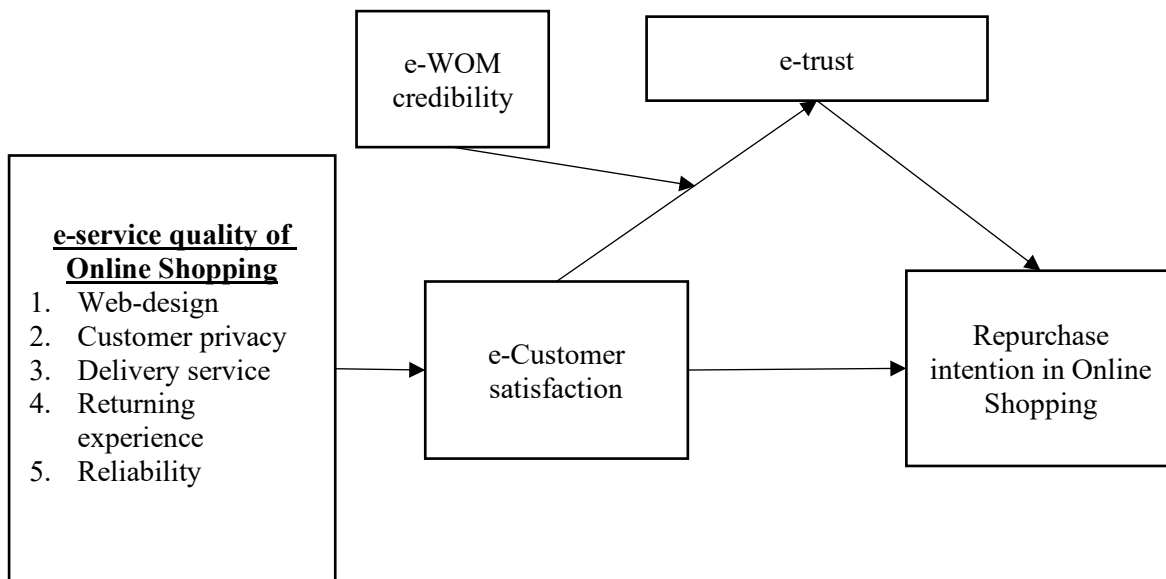 e-WOM
credibility
e-trust
e-service quality of
Online Shopping
1. Web-design
2. Customer privacy
3. Delivery service
4. Returning
experience
5. Reliability
e-Customer
satisfaction
Repurchase
intention in Online
Shopping